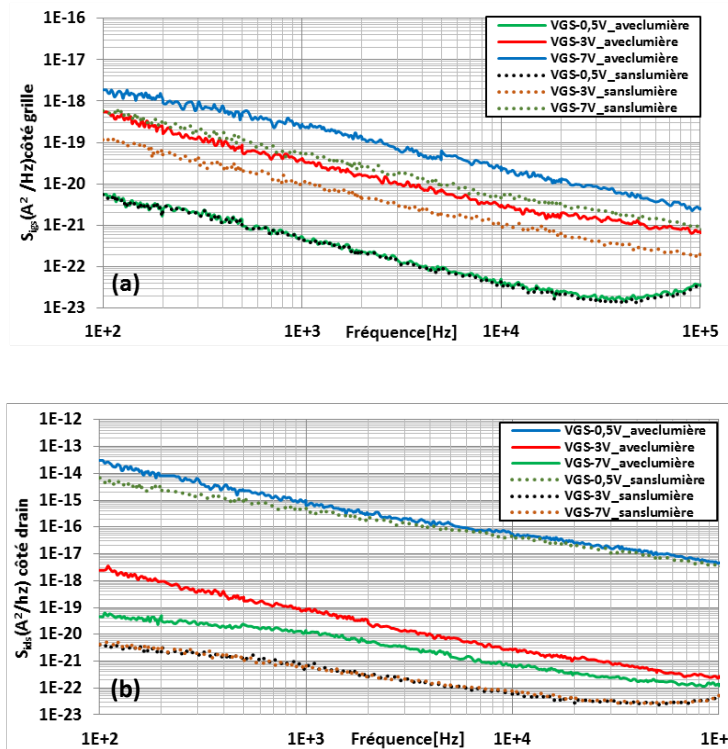 1E-16
1E-17
1E-18
1E-19
1E-20
1E-21
1E-22
1E-23
S_igs(A² /Hz)côté grille
VGS-0,5V_aveclumière
VGS-3V_aveclumière
VGS-7V_aveclumière
VGS-0,5V_sanslumière
VGS-3V_sanslumière
VGS-7V_sanslumière
(a)
1E+2 1E+3 Fréquence[Hz] 1E+4 1E+5
1E-12
1E-13
1E-14
1E-15
1E-16
1E-17
1E-18
1E-19
1E-20
1E-21
1E-22
1E-23
S_ids(A²/hz) côté drain
VGS-0,5V_aveclumière
VGS-3V_aveclumière
VGS-7V_aveclumière
VGS-0,5V_sanslumière
VGS-3V_sanslumière
VGS-7V_sanslumière
(b)
1E+2 1E+3 Fréquence[Hz] 1E+4 1E+